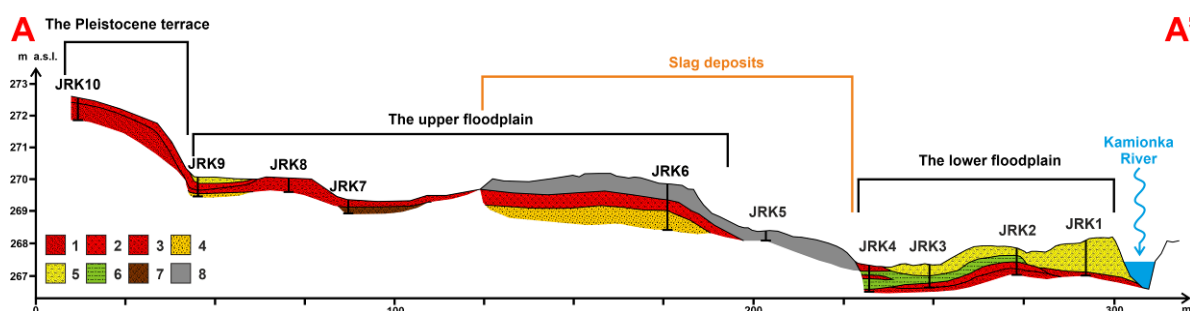 The Pleistocene terrace
A
A'
m a.s.l.
Slag deposits
273
JRK10
272
The upper floodplain
Kamionka
River
271
The lower floodplain
JRK9
JRK8
JRK6
270
JRK7
269
JRK5
JRK2
JRK1
268
JRK4
JRK3
1 2 3 4
267
5 6 7 8
0 100 200 300 m